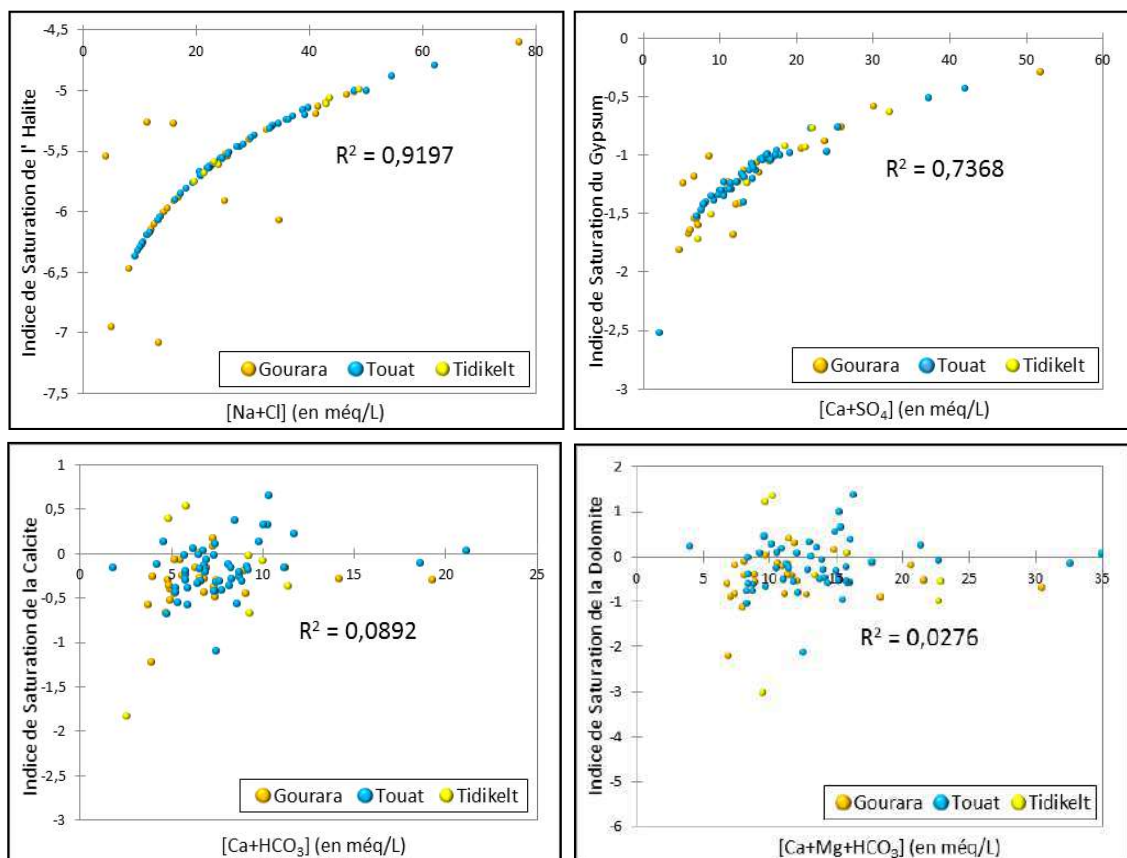 -4,5
0 20 40 60 80
-5
-5,5
-6
-6,5
-7
-7,5
Indice de Saturation de l' Halite
R² = 0,9197
Gourara Touat Tidikelt
[Na+Cl] (en méq/L)
0
0 10 20 30 40 50 60
-0,5
-1
-1,5
-2
-2,5
-3
Indice de Saturation du Gypsum
R² = 0,7368
Gourara Touat Tidikelt
[Ca+SO₄] (en méq/L)
1
0,5
0
0 5 10 15 20 25
-0,5
-1
-1,5
-2
-2,5
-3
Indice de Saturation de la Calcite
R² = 0,0892
Gourara Touat Tidikelt
[Ca+HCO₃] (en méq/L)
2
1
0
0 5 10 15 20 25 30 35
-1
-2
-3
-4
-5
-6
Indice de Saturation de la Dolomite
R² = 0,0276
Gourara Touat Tidikelt
[Ca+Mg+HCO₃] (en méq/L)